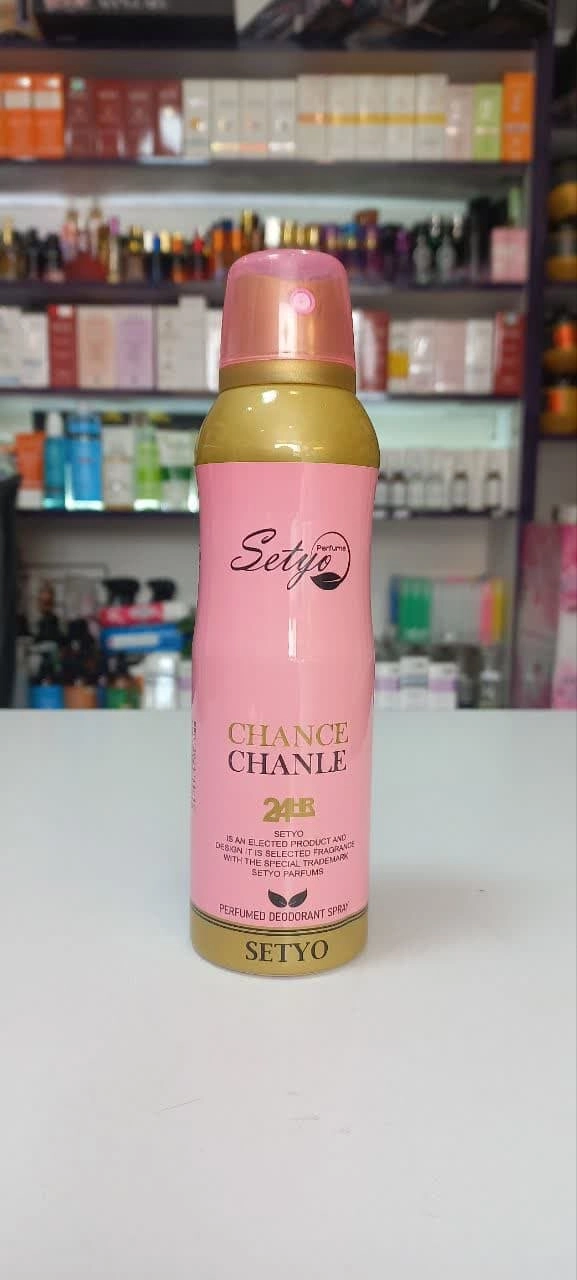 Setyo
Perfume
CHANCE
CHANLE
24HR
SETYO
IS AN ELECTED PRODUCT AND
DESIGN IT IS SELECTED FRAGRANCE
WITH THE SPECIAL TRADEMARK
SETYO PARFUMS
PERFUMED DEODORANT SPRAY
SETYO